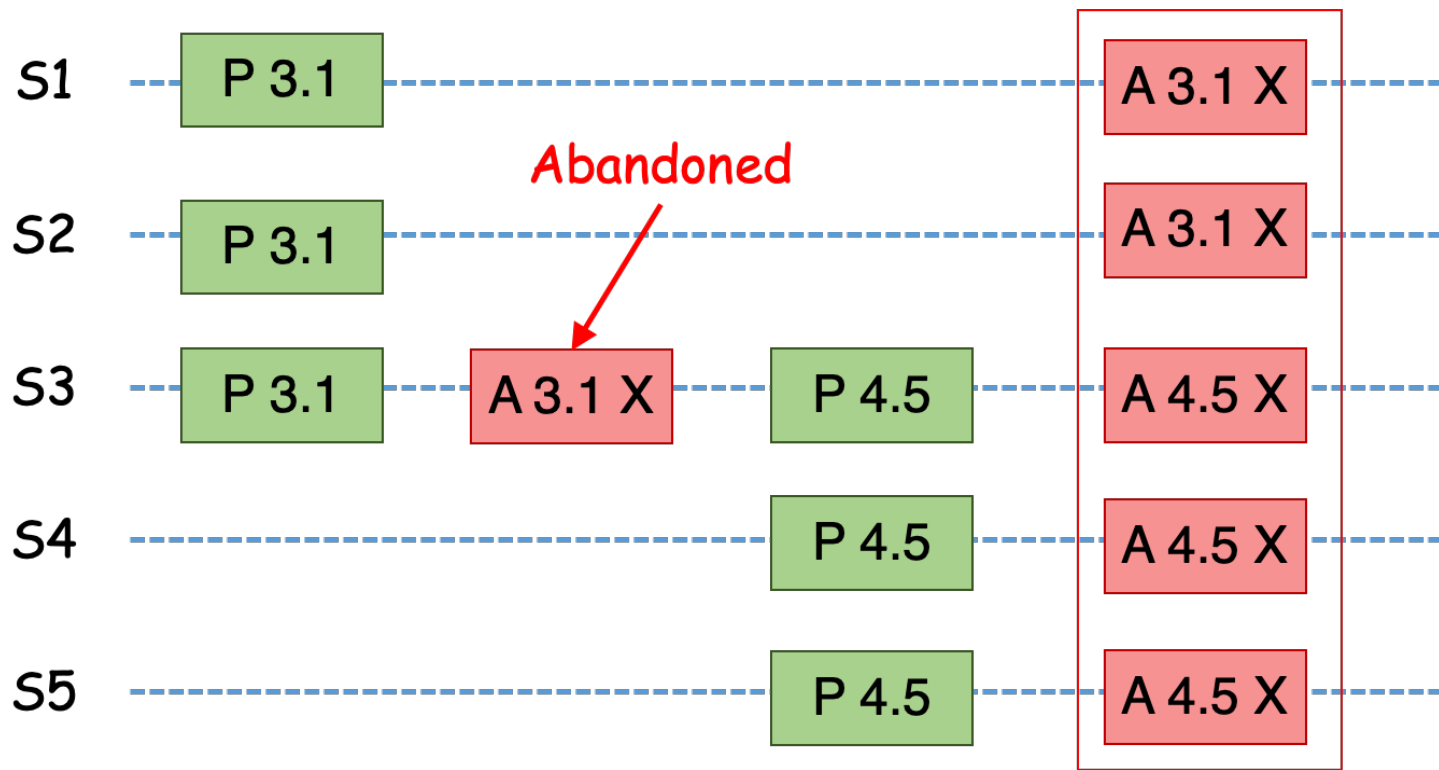 S1 P 3.1 A 3.1 X
Abandoned
S2 P 3.1 A 3.1 X
S3 P 3.1 A 3.1 X P 4.5 A 4.5 X
S4 P 4.5 A 4.5 X
S5 P 4.5 A 4.5 X